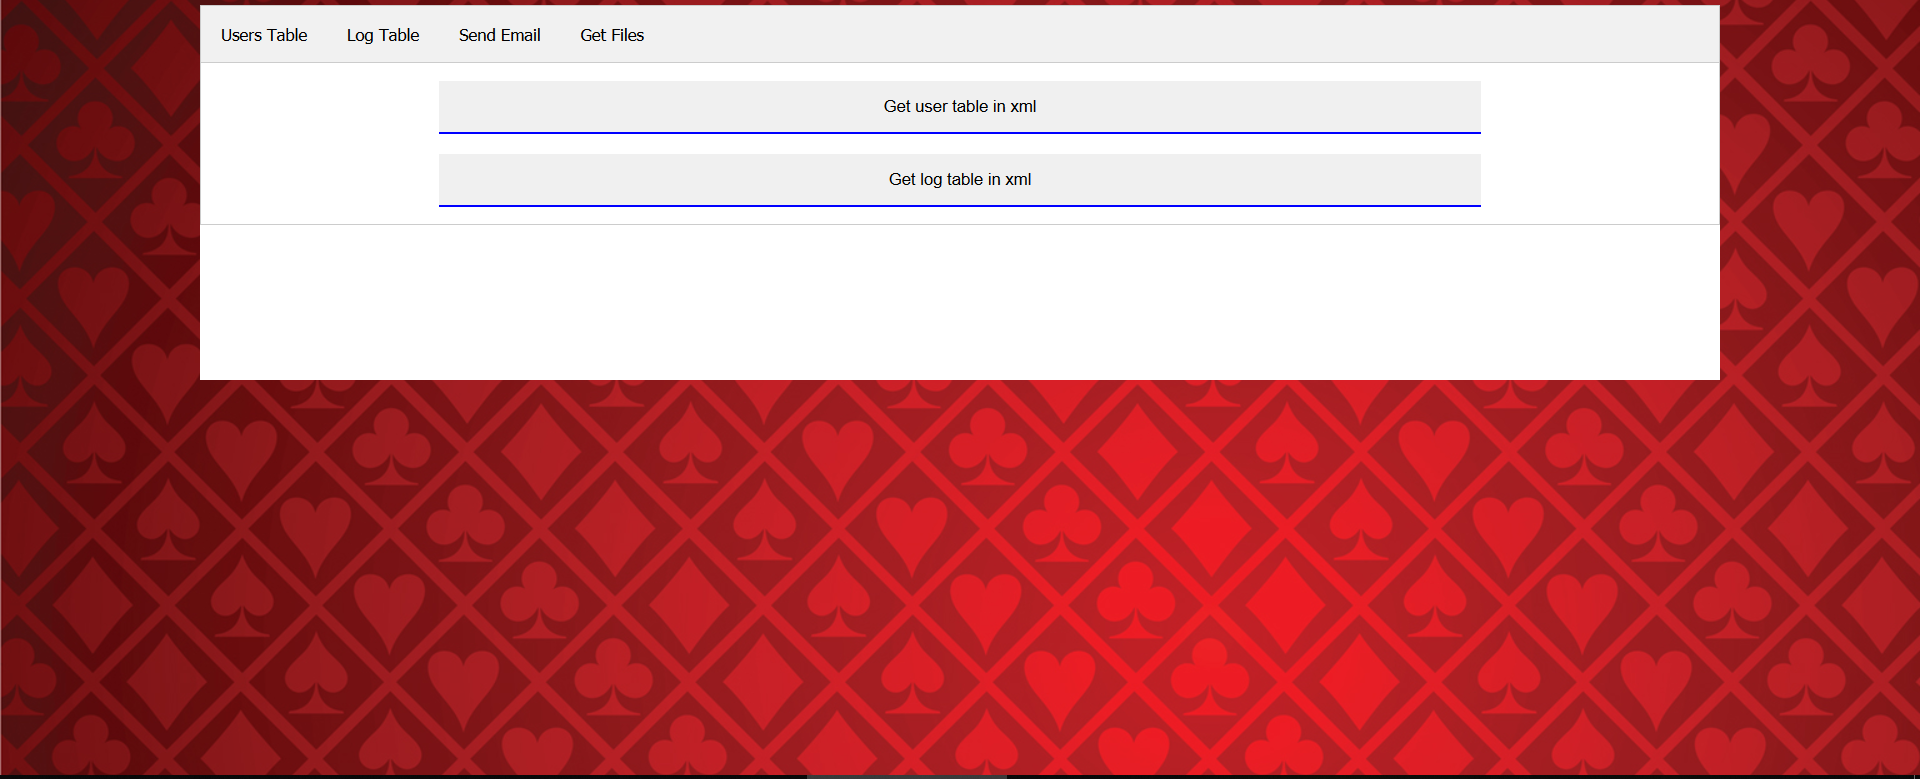 Users Table Log Table Send Email Get Files
Get user table in xml
Get log table in xml